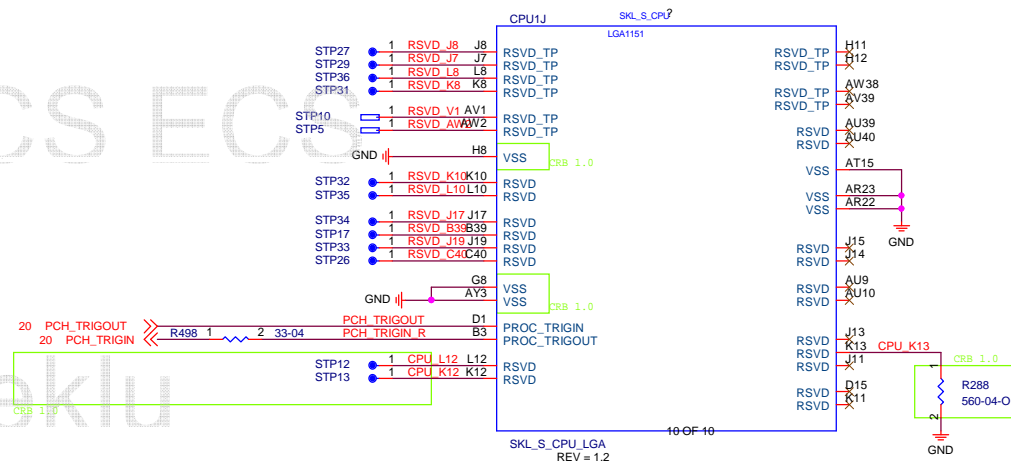 CPU1J
SKL_S_CPU
?
LGA1151
STP27 1 RSVD_J8 J8 RSVD_TP
STP29 1 RSVD_J7 J7 RSVD_TP
STP36 1 RSVD_L8 L8 RSVD_TP
STP31 1 RSVD_K8 K8 RSVD_TP
STP10 1 RSVD_V1 AV1 RSVD_TP
STP5 1 RSVD_AW2 AW2 RSVD_TP
GND H8 VSS
CRB 1.0
STP32 1 RSVD_K10 K10 RSVD
STP35 1 RSVD_L10 L10 RSVD
STP34 1 RSVD_J17 J17 RSVD
STP17 1 RSVD_B39 B39 RSVD
STP33 1 RSVD_J19 J19 RSVD
STP26 1 RSVD_C40 C40 RSVD
G8 VSS
GND AY3 VSS
CRB 1.0
20 PCH_TRIGOUT PCH_TRIGOUT D1 PROC_TRIGIN
20 PCH_TRIGIN R498 1 2 33-04 PCH_TRIGIN_R B3 PROC_TRIGOUT
STP12 1 CPU_L12 L12 RSVD
STP13 1 CPU_K12 K12 RSVD
CRB 1.0
RSVD_TP H11
RSVD_TP H12
RSVD_TP AW38
RSVD_TP AV39
RSVD AU39
RSVD AU40
VSS AT15
VSS AR23
VSS AR22
GND
RSVD J15
RSVD J14
RSVD AU9
RSVD AU10
RSVD J13
RSVD K13 CPU_K13
RSVD J11
RSVD D15
RSVD K11
CRB 1.0
1
R288
560-04-O
2
GND
10 OF 10
SKL_S_CPU_LGA
REV = 1.2
CS ECS